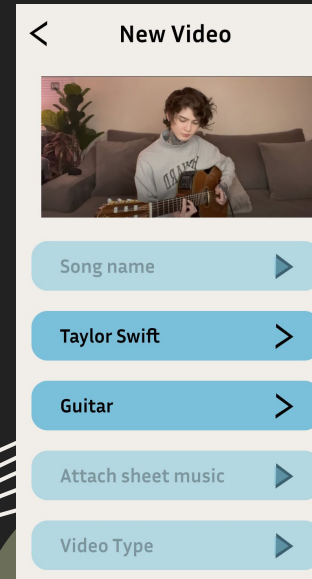 New Video
Song name
Taylor Swift
Guitar
Attach sheet music
Video Type